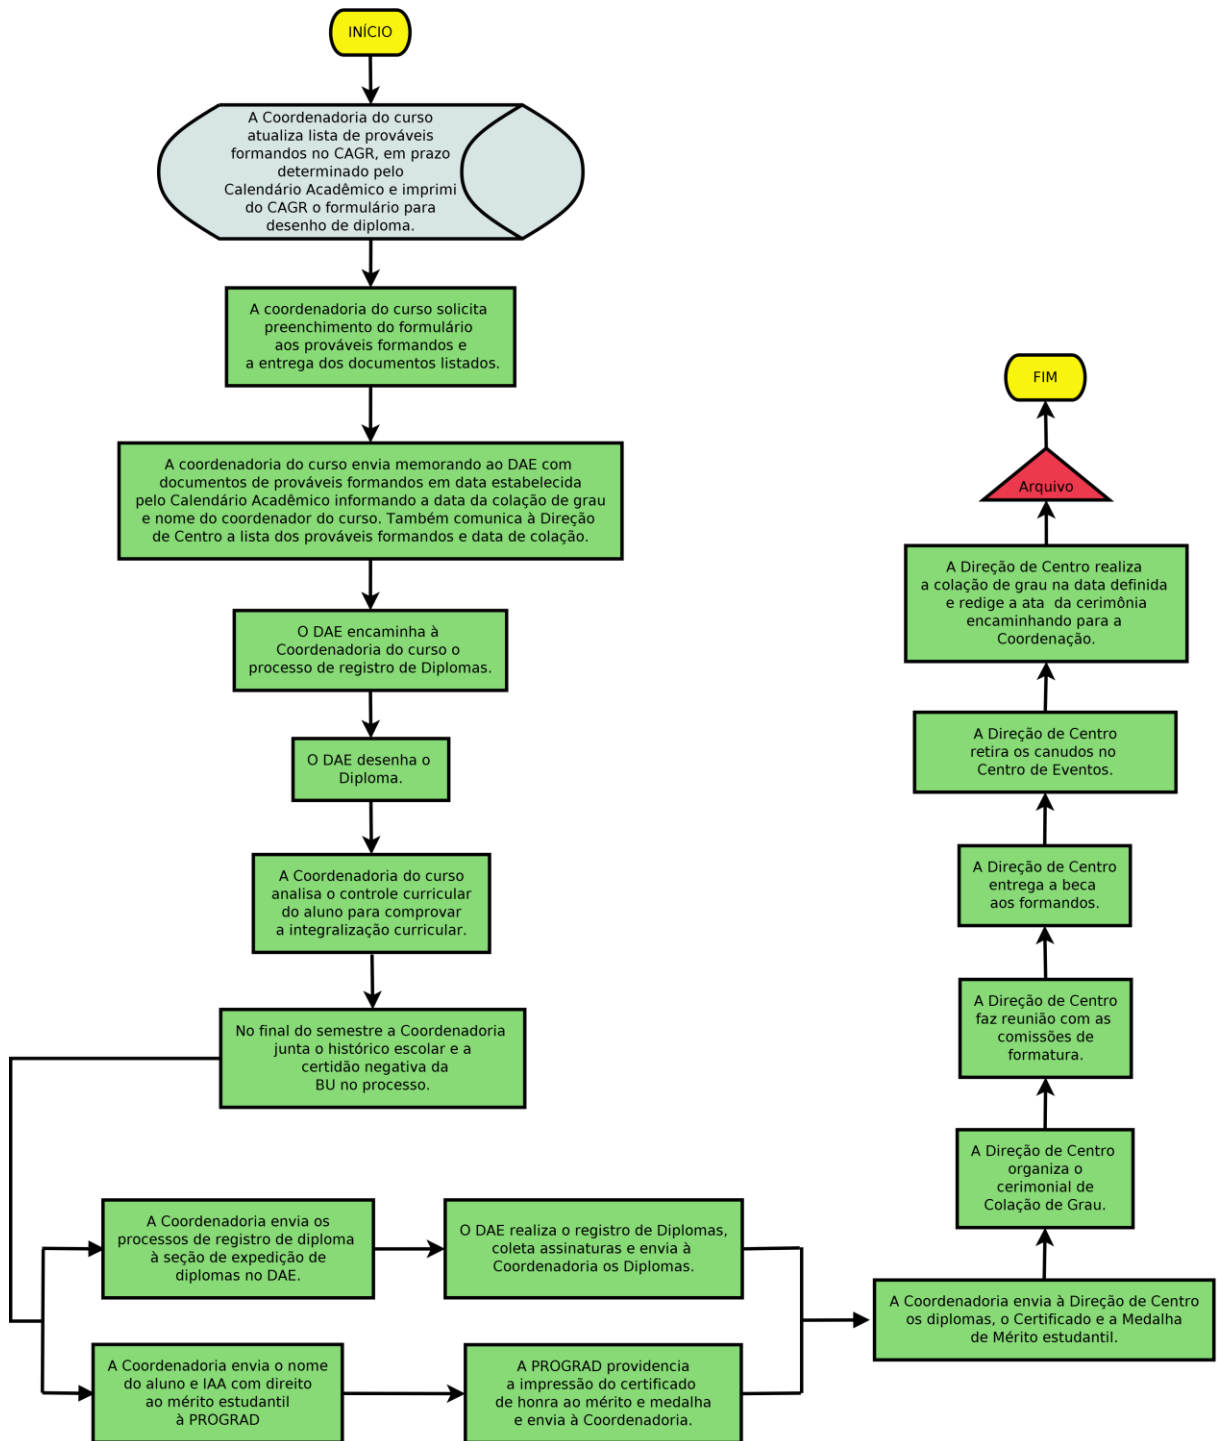 INÍCIO
A Coordenadoria do curso
atualiza lista de prováveis
formandos no CAGR, em prazo
determinado pelo
Calendário Acadêmico e imprimi
do CAGR o formulário para
desenho de diploma.
A coordenadoria do curso solicita
preenchimento do formulário
aos prováveis formandos e
a entrega dos documentos listados.
A coordenadoria do curso envia memorando ao DAE com
documentos de prováveis formandos em data estabelecida
pelo Calendário Acadêmico informando a data da colação de grau
e nome do coordenador do curso. Também comunica à Direção
de Centro a lista dos prováveis formandos e data de colação.
O DAE encaminha à
Coordenadoria do curso o
processo de registro de Diplomas.
O DAE desenha o
Diploma.
A Coordenadoria do curso
analisa o controle curricular
do aluno para comprovar
a integralização curricular.
No final do semestre a Coordenadoria
junta o histórico escolar e a
certidão negativa da
BU no processo.
A Coordenadoria envia os
processos de registro de diploma
à seção de expedição de
diplomas no DAE.
O DAE realiza o registro de Diplomas,
coleta assinaturas e envia à
Coordenadoria os Diplomas.
A Coordenadoria envia o nome
do aluno e IAA com direito
ao mérito estudantil
à PROGRAD
A PROGRAD providencia
a impressão do certificado
de honra ao mérito e medalha
e envia à Coordenadoria.
A Coordenadoria envia à Direção de Centro
os diplomas, o Certificado e a Medalha
de Mérito estudantil.
A Direção de Centro
organiza o
cerimonial de
Colação de Grau.
A Direção de Centro
faz reunião com as
comissões de
formatura.
A Direção de Centro
entrega a beca
aos formandos.
A Direção de Centro
retira os canudos no
Centro de Eventos.
A Direção de Centro realiza
a colação de grau na data definida
e redige a ata da cerimônia
encaminhando para a
Coordenação.
Arquivo
FIM